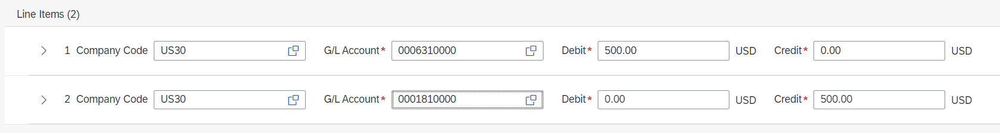 Line Items (2)
1 Company Code US30 G/L Account* 0006310000 Debit* 500.00 USD Credit* 0.00 USD
2 Company Code US30 G/L Account* 0001810000 Debit* 0.00 USD Credit* 500.00 USD